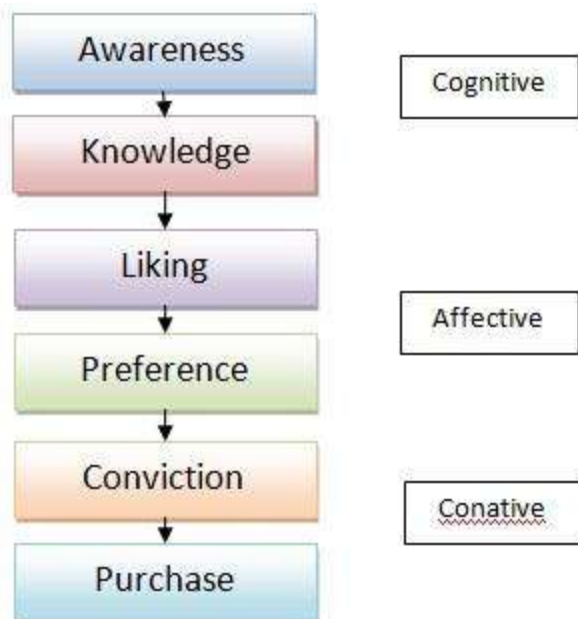 Awareness
Cognitive
Knowledge
Liking
Affective
Preference
Conviction
Conative
Purchase